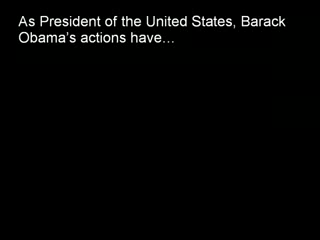 As President of the United States, Barack
Obama's actions have...